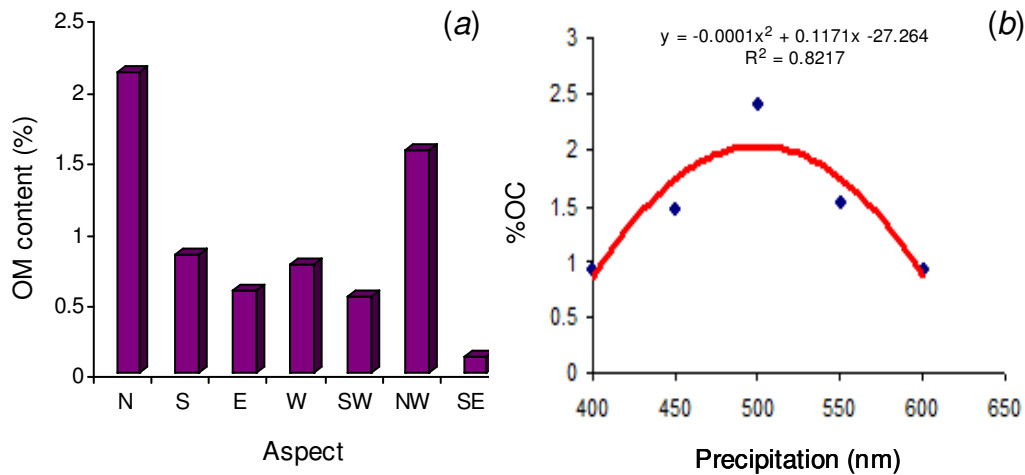 (a)
2.5
2
1.5
1
0.5
0
OM content (%)
N S E W SW NW SE
Aspect
(b)
y = -0.0001x² + 0.1171x -27.264
R² = 0.8217
3
2.5
2
1.5
1
0.5
0
%OC
400 450 500 550 600 650
Precipitation (nm)